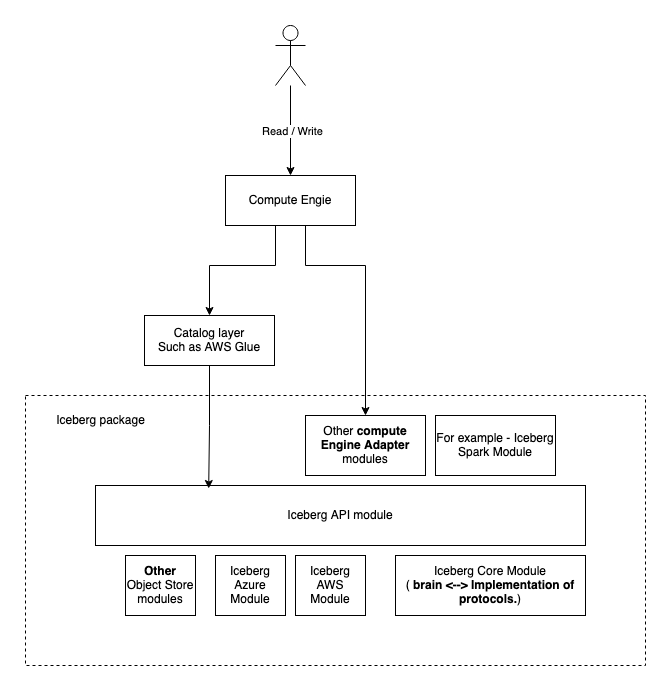 Read / Write
Compute Engie
Catalog layer
Such as AWS Glue
Iceberg package
Other compute
Engine Adapter
modules
For example - Iceberg
Spark Module
Iceberg API module
Other
Object Store
modules
Iceberg
Azure
Module
Iceberg
AWS
Module
Iceberg Core Module
( brain <--> Implementation of
protocols.)